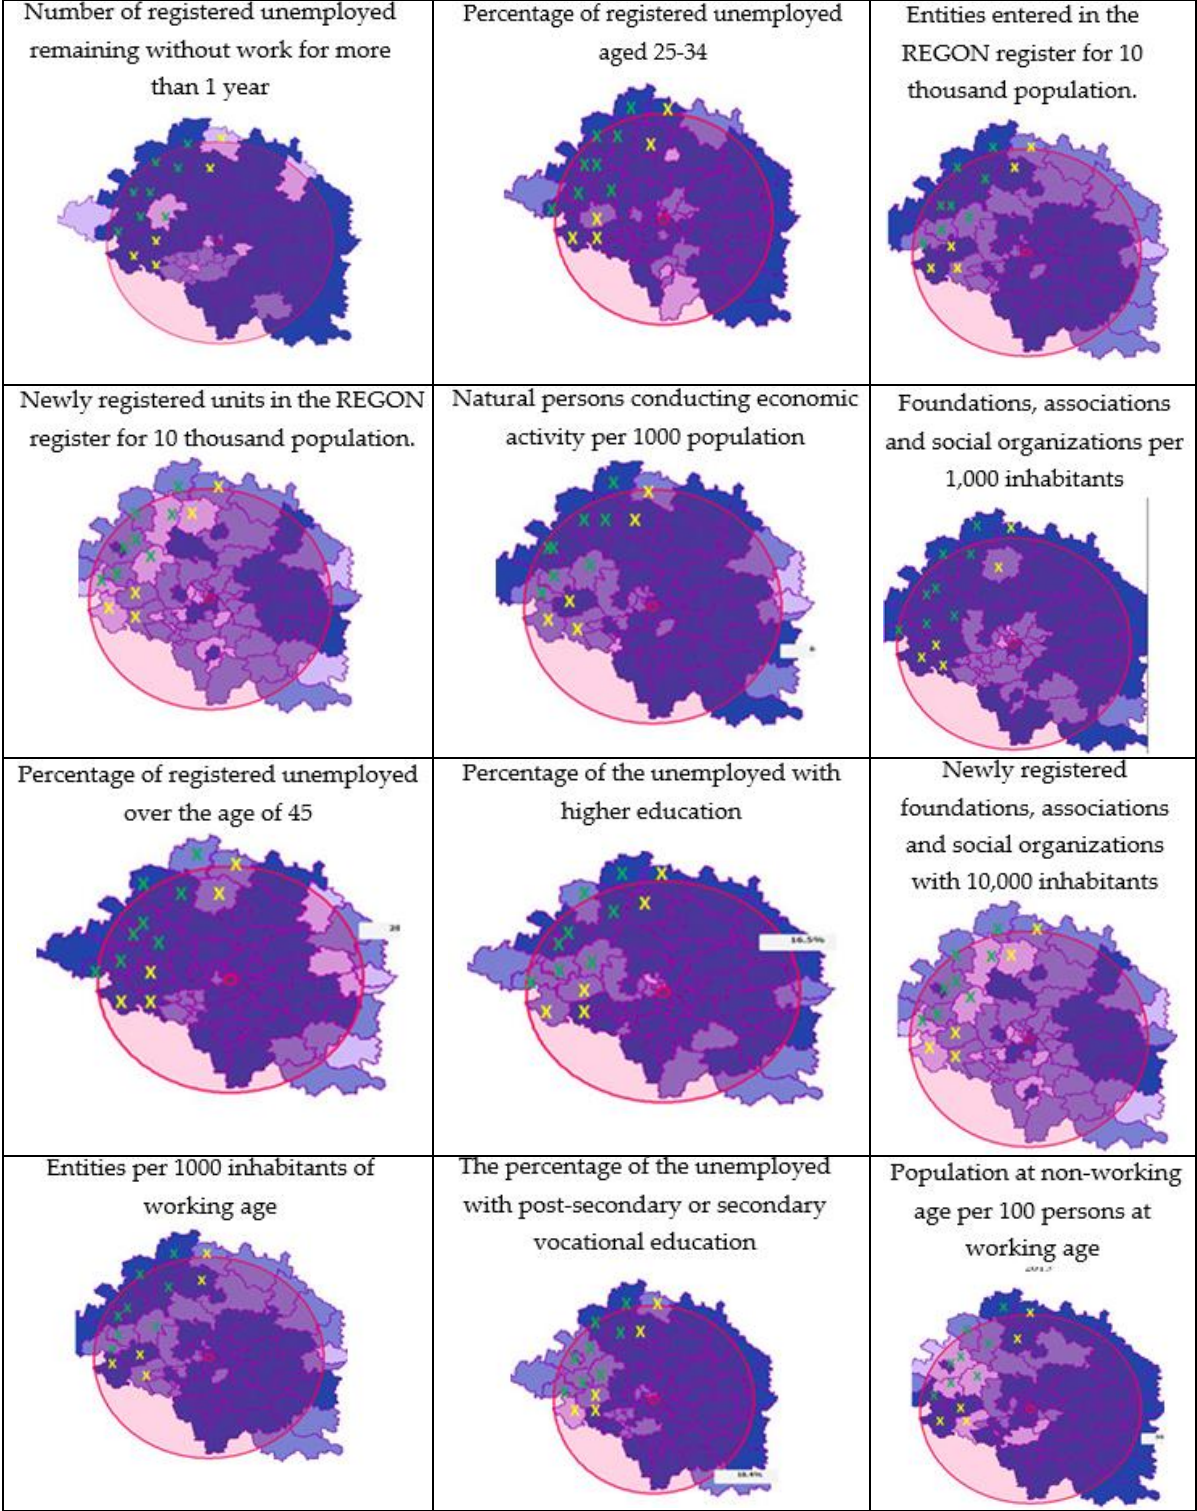 Number of registered unemployed
remaining without work for more
than 1 year
Percentage of registered unemployed
aged 25-34
Entities entered in the
REGON register for 10
thousand population.
Newly registered units in the REGON
register for 10 thousand population.
Natural persons conducting economic
activity per 1000 population
Foundations, associations
and social organizations per
1,000 inhabitants
Percentage of registered unemployed
over the age of 45
20
Percentage of the unemployed with
higher education
16.5%
Newly registered
foundations, associations
and social organizations
with 10,000 inhabitants
Entities per 1000 inhabitants of
working age
The percentage of the unemployed
with post-secondary or secondary
vocational education
Population at non-working
age per 100 persons at
working age